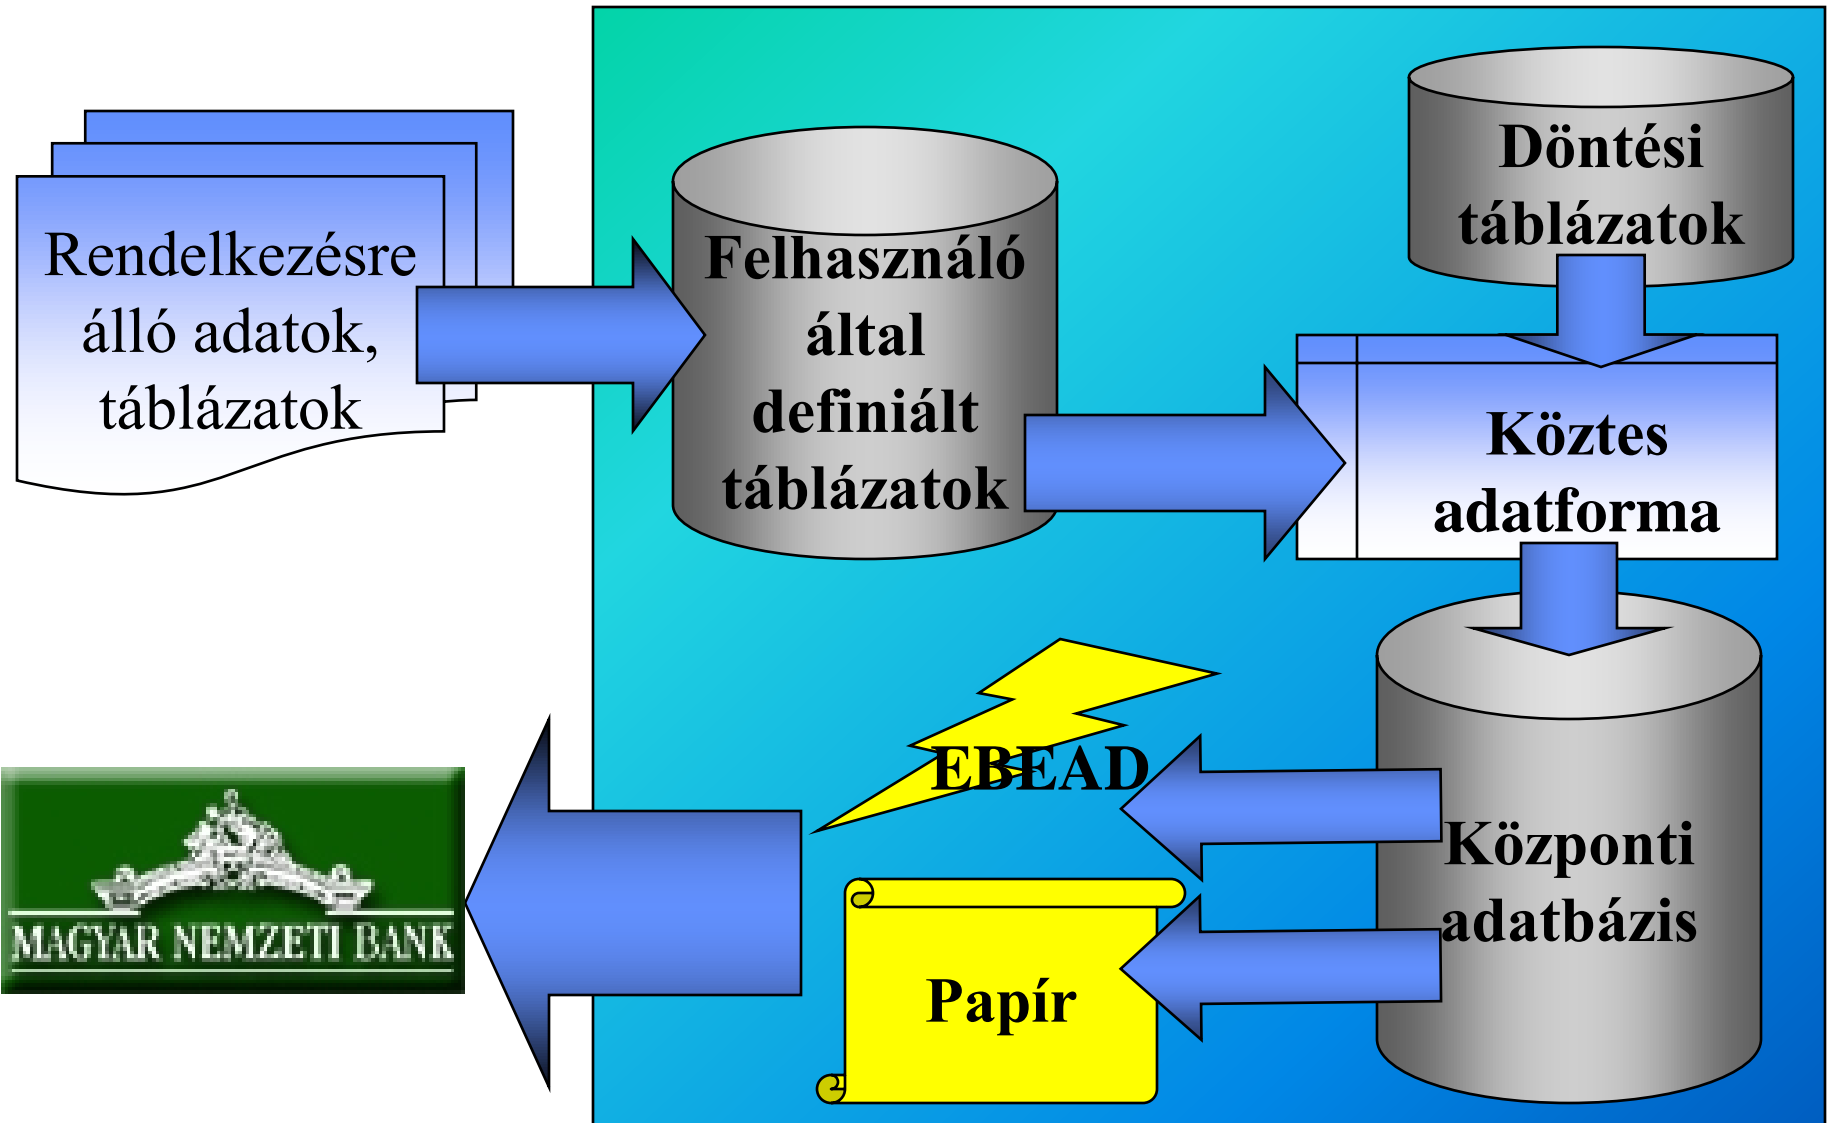 Rendelkezésre
álló adatok,
táblázatok
Felhasználó
által
definiált
táblázatok
Döntési
táblázatok
Köztes
adatforma
Központi
adatbázis
EBEAD
Papír
MAGYAR NEMZETI BANK